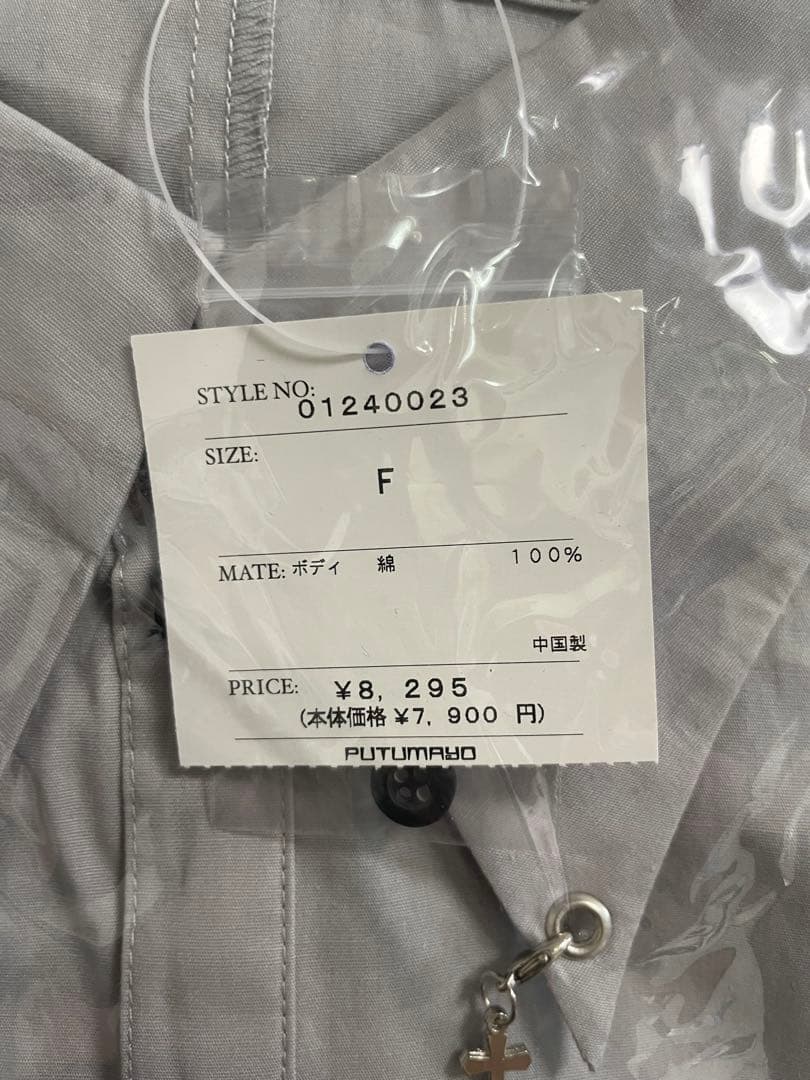 STYLE NO: 01240023
SIZE: F
MATE: ボディ 綿 100%
中国製
PRICE: ¥8,295
(本体価格¥7,900 円)
PUTUMAYO